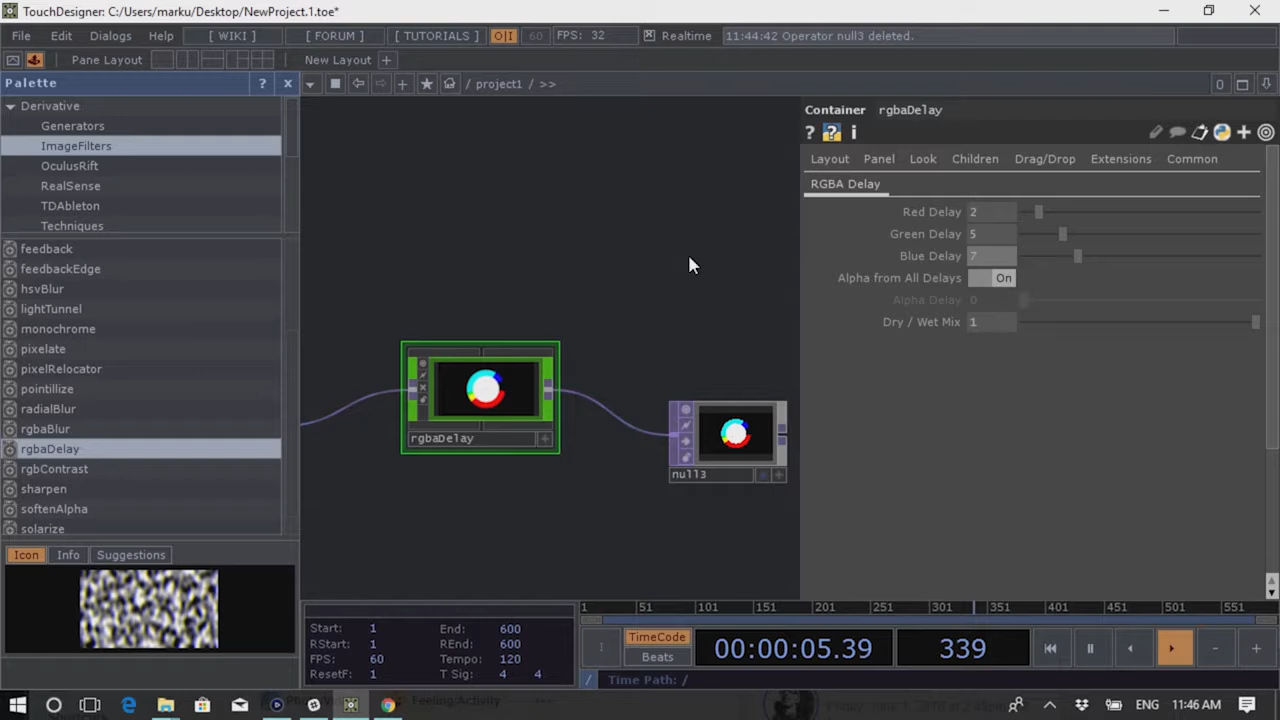 TouchDesigner: C:/Users/marku/Desktop/NewProject.1.toe*
File Edit Dialogs Help [ WIKI ] [ FORUM ] [ TUTORIALS ] O|I 60 FPS: 32 Realtime 11:44:42 Operator null3 deleted.
Pane Layout New Layout +
Palette ? x / project1 / >> 0
Derivative
Generators
ImageFilters
OculusRift
RealSense
TDAbleton
Techniques
feedback
feedbackEdge
hsvBlur
lightTunnel
monochrome
pixelate
pixelRelocator
pointillize
radialBlur
rgbaBlur
rgbaDelay
rgbContrast
sharpen
softenAlpha
solarize
Icon Info Suggestions
rgbaDelay
null3
Container rgbaDelay
? ? i
Layout Panel Look Children Drag/Drop Extensions Common
RGBA Delay
Red Delay 2
Green Delay 5
Blue Delay 7
Alpha from All Delays On
Alpha Delay 0
Dry / Wet Mix 1
1 51 101 151 201 251 301 351 401 451 501 551
Start: 1 End: 600
RStart: 1 REnd: 600
FPS: 60 Tempo: 120
ResetF: 1 T Sig: 4 4
TimeCode
Beats
00:00:05.39 339
/ Time Path: /
11:46 AM